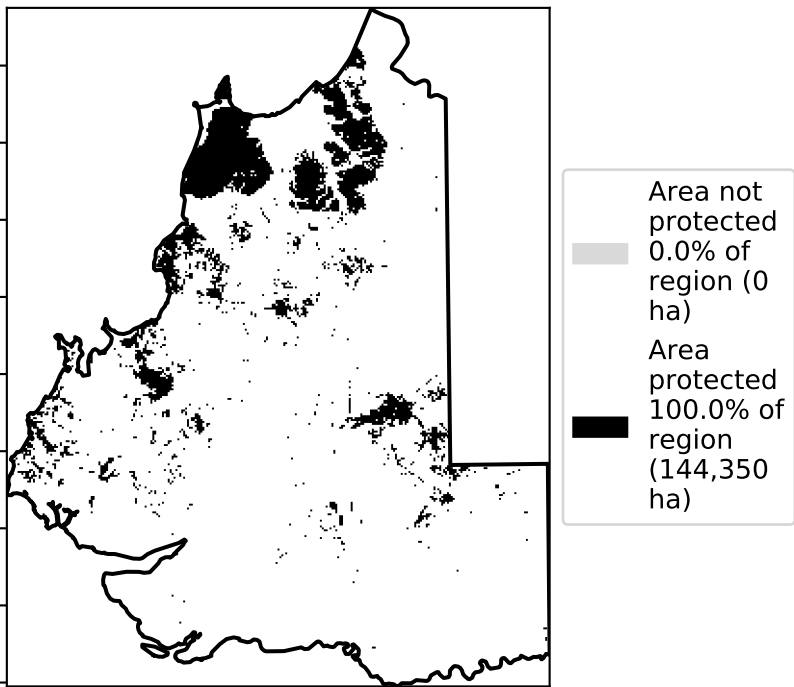 Area not
protected
0.0% of
region (0
ha)
Area
protected
100.0% of
region
(144,350
ha)